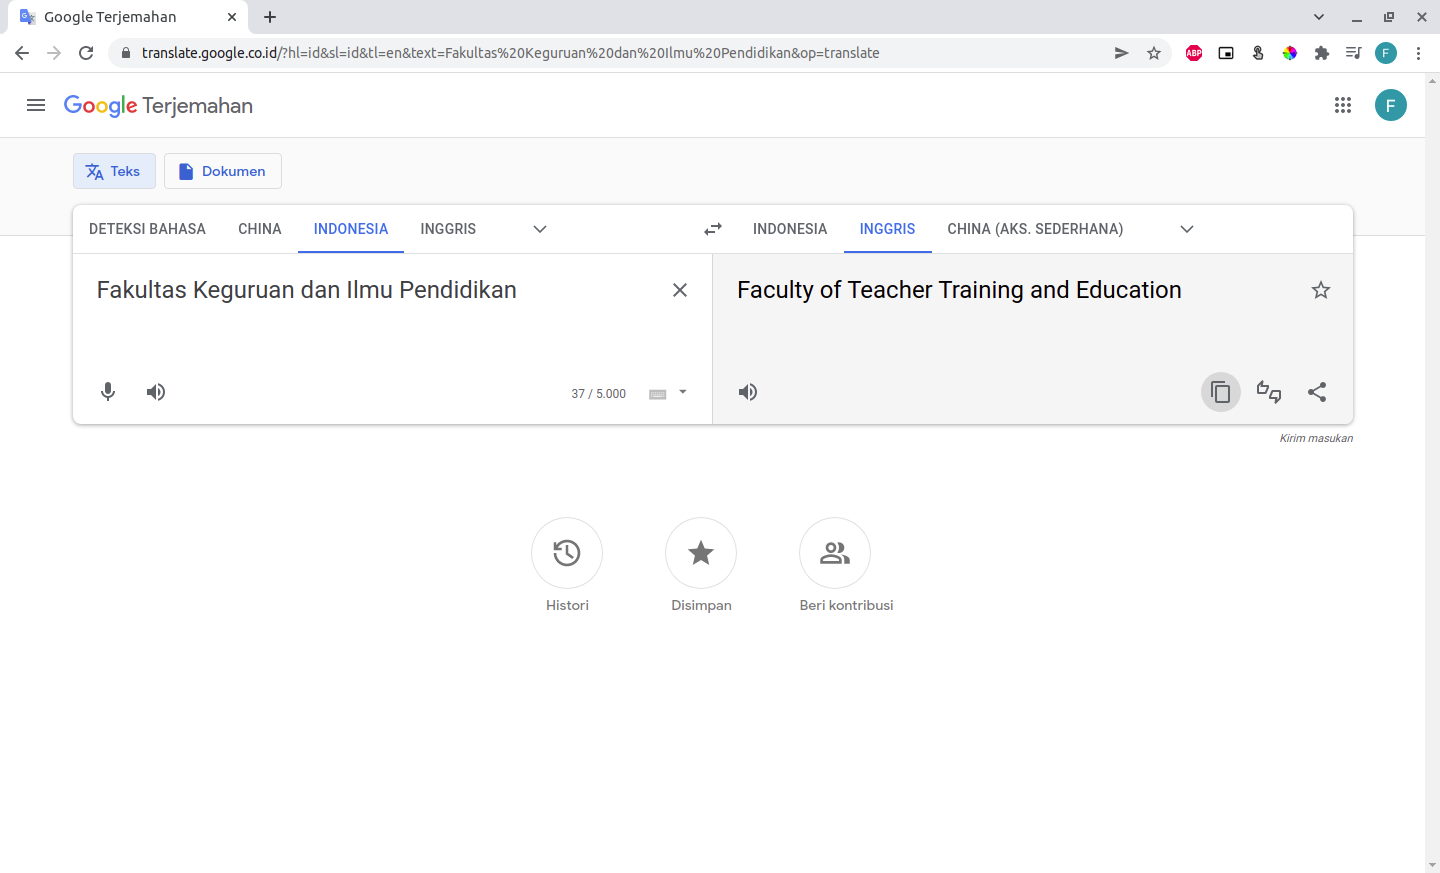 Google Terjemahan
translate.google.co.id/?hl=id&sl=id&tl=en&text=Fakultas%20Keguruan%20dan%20Ilmu%20Pendidikan&op=translate
ABP
F
Google Terjemahan
F
Teks
Dokumen
DETEKSI BAHASA CHINA INDONESIA INGGRIS
INDONESIA INGGRIS CHINA (AKS. SEDERHANA)
Fakultas Keguruan dan Ilmu Pendidikan
Faculty of Teacher Training and Education
37 / 5.000
Kirim masukan
Histori
Disimpan
Beri kontribusi